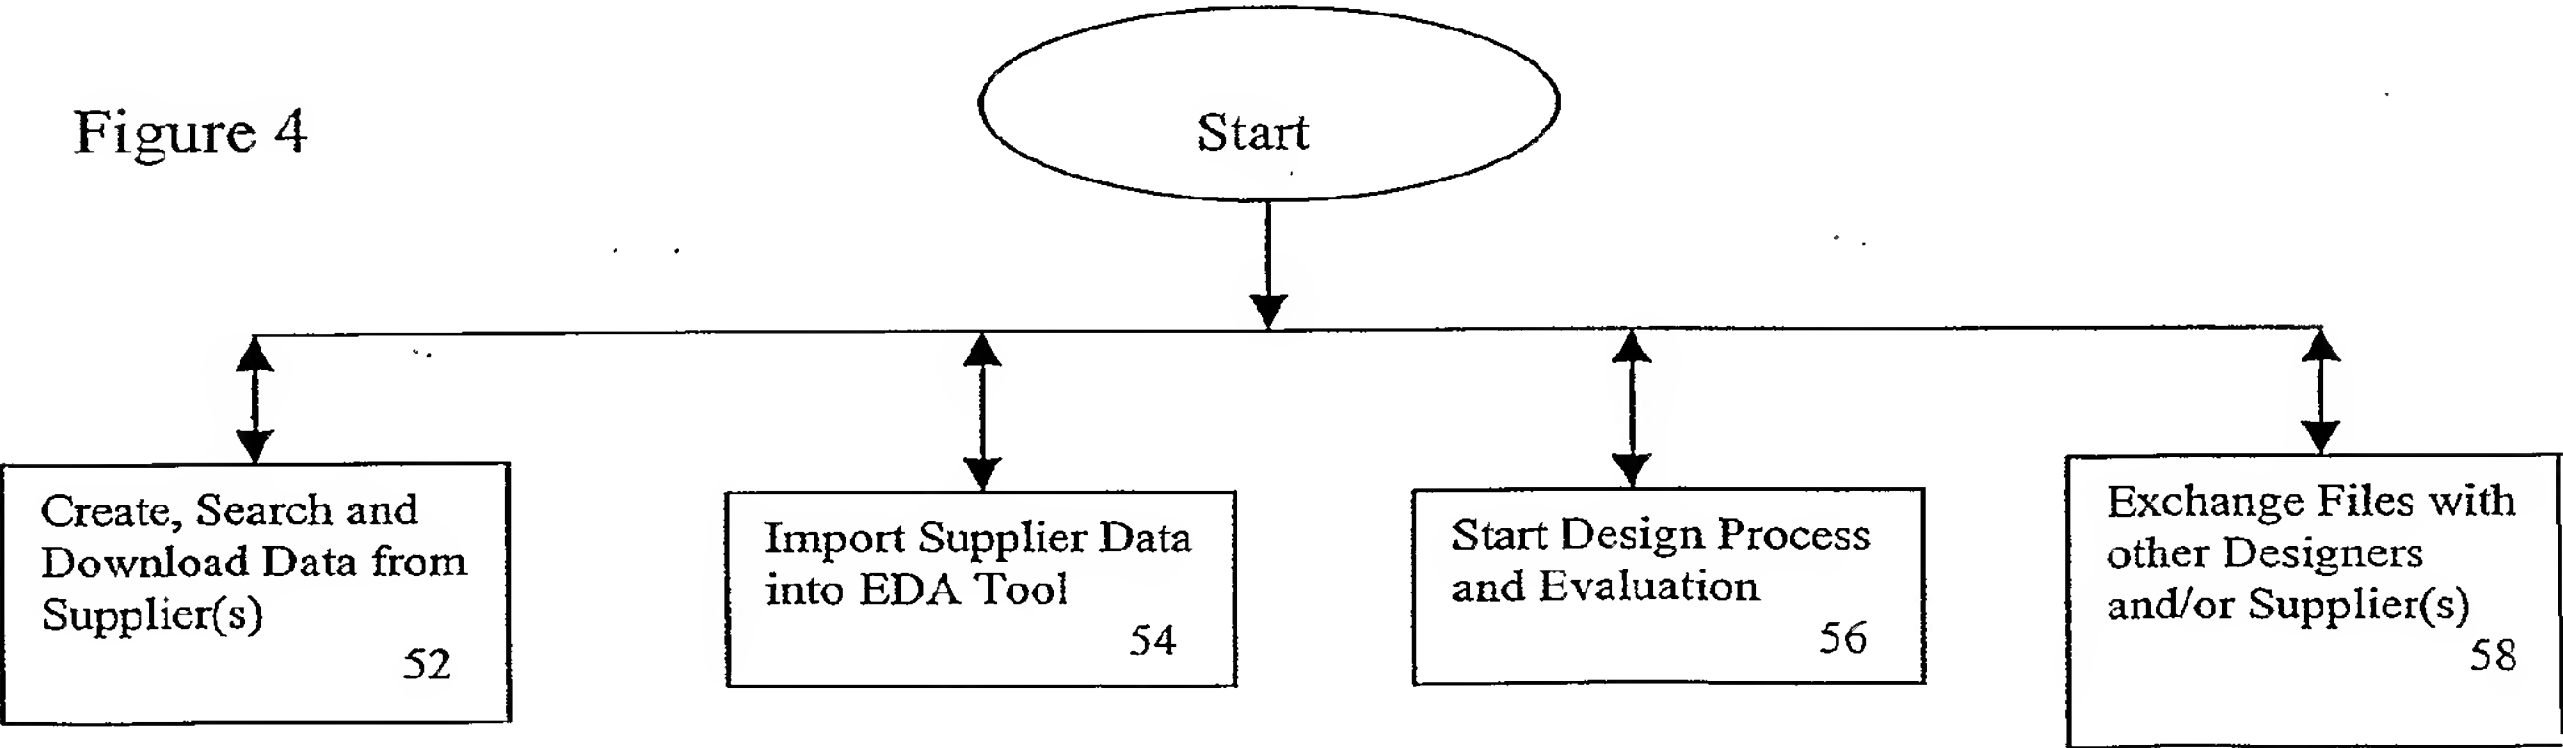 Figure 4
Start
Create, Search and
Download Data from
Supplier(s)
52
Import Supplier Data
into EDA Tool
54
Start Design Process
and Evaluation
56
Exchange Files with
other Designers
and/or Supplier(s)
58